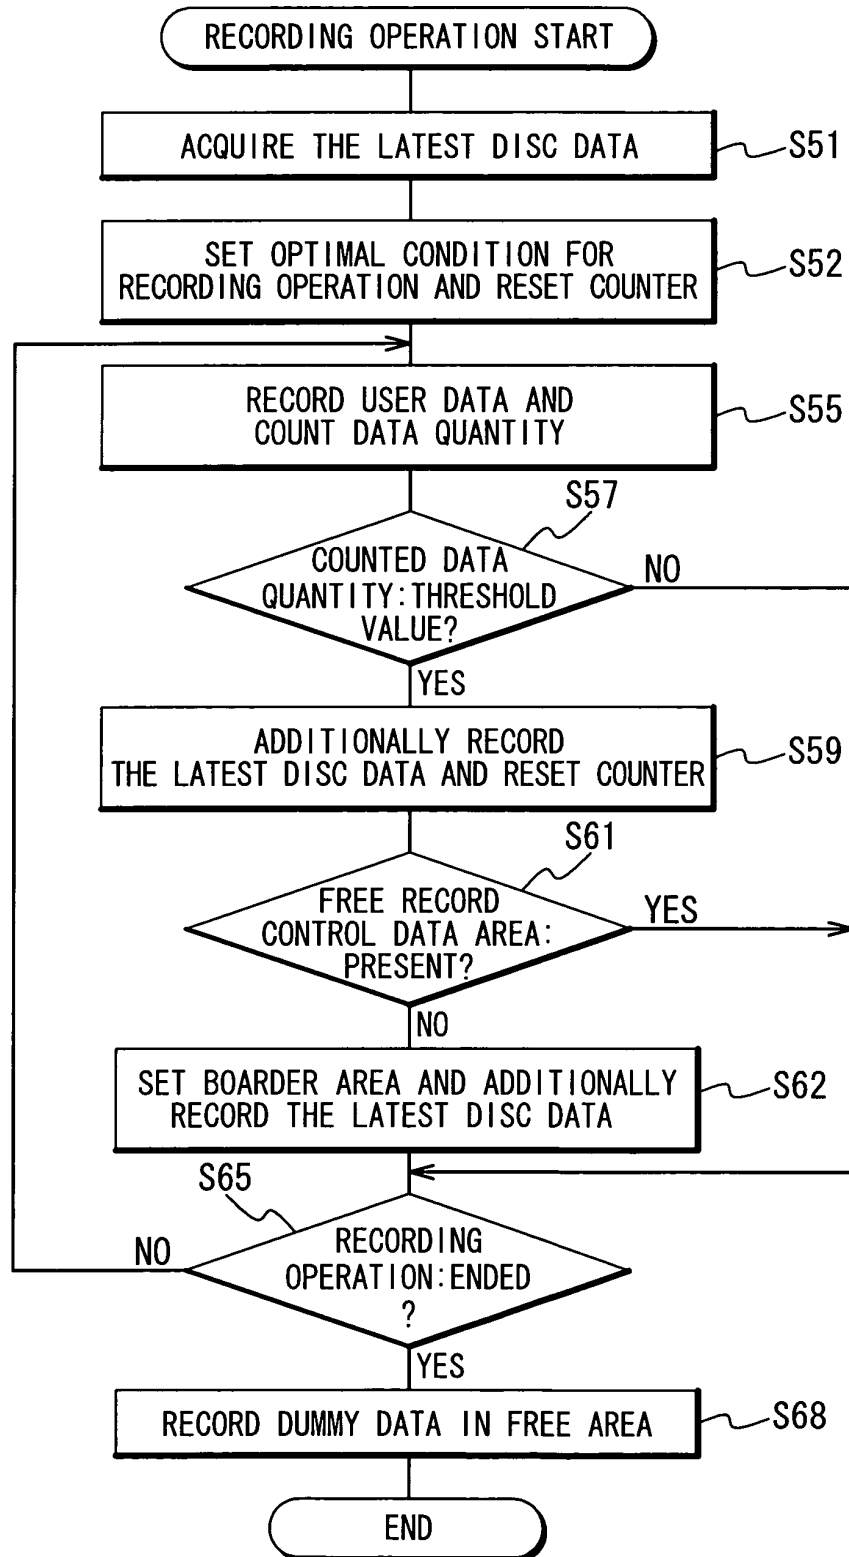 RECORDING OPERATION START
ACQUIRE THE LATEST DISC DATA
S51
SET OPTIMAL CONDITION FOR
RECORDING OPERATION AND RESET COUNTER
S52
RECORD USER DATA AND
COUNT DATA QUANTITY
S55
S57
COUNTED DATA
QUANTITY:THRESHOLD
VALUE?
NO
YES
ADDITIONALLY RECORD
THE LATEST DISC DATA AND RESET COUNTER
S59
S61
FREE RECORD
CONTROL DATA AREA:
PRESENT?
YES
NO
SET BOARDER AREA AND ADDITIONALLY
RECORD THE LATEST DISC DATA
S62
S65
RECORDING
OPERATION:ENDED
?
NO
YES
RECORD DUMMY DATA IN FREE AREA
S68
END